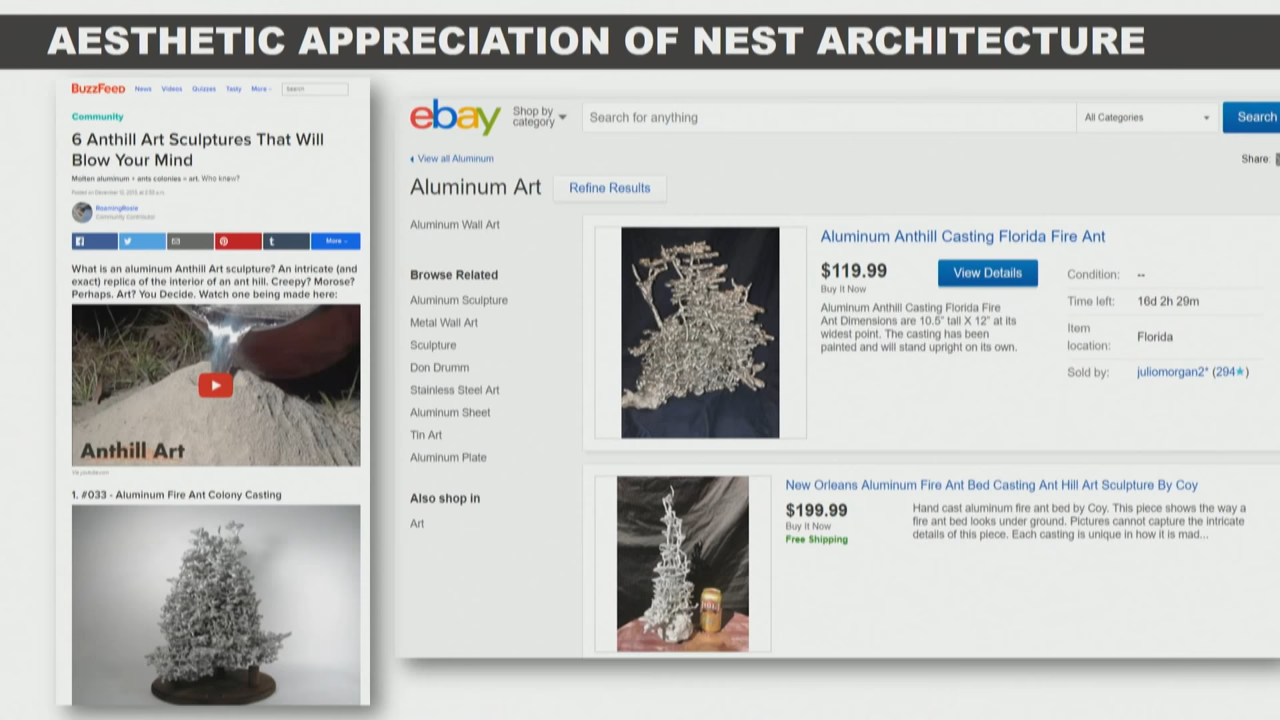 AESTHETIC APPRECIATION OF NEST ARCHITECTURE
BuzzFeeD News Videos Quizzes Tasty More Search
Community
6 Anthill Art Sculptures That Will
Blow Your Mind
Molten aluminum + ants colonies = art. Who knew?
RoamingRosie
Community Contributor
More
What is an aluminum Anthill Art sculpture? An intricate (and
exact) replica of the interior of an ant hill. Creepy? Morose?
Perhaps. Art? You Decide. Watch one being made here:
Anthill Art
1. #033 - Aluminum Fire Ant Colony Casting
ebay
Shop by
category
Search for anything
All Categories
Search
View all Aluminum
Share:
Aluminum Art
Refine Results
Aluminum Wall Art
Browse Related
Aluminum Sculpture
Metal Wall Art
Sculpture
Don Drumm
Stainless Steel Art
Aluminum Sheet
Tin Art
Aluminum Plate
Also shop in
Art
Aluminum Anthill Casting Florida Fire Ant
$119.99
Buy It Now
View Details
Aluminum Anthill Casting Florida Fire
Ant Dimensions are 10.5" tall X 12" at its
widest point. The casting has been
painted and will stand upright on its own.
Condition: --
Time left: 16d 2h 29m
Item
location: Florida
Sold by: juliomorgan2* (294★)
New Orleans Aluminum Fire Ant Bed Casting Ant Hill Art Sculpture By Coy
$199.99
Buy It Now
Free Shipping
Hand cast aluminum fire ant bed by Coy. This piece shows the way a
fire ant bed looks under ground. Pictures cannot capture the intricate
details of this piece. Each casting is unique in how it is mad...